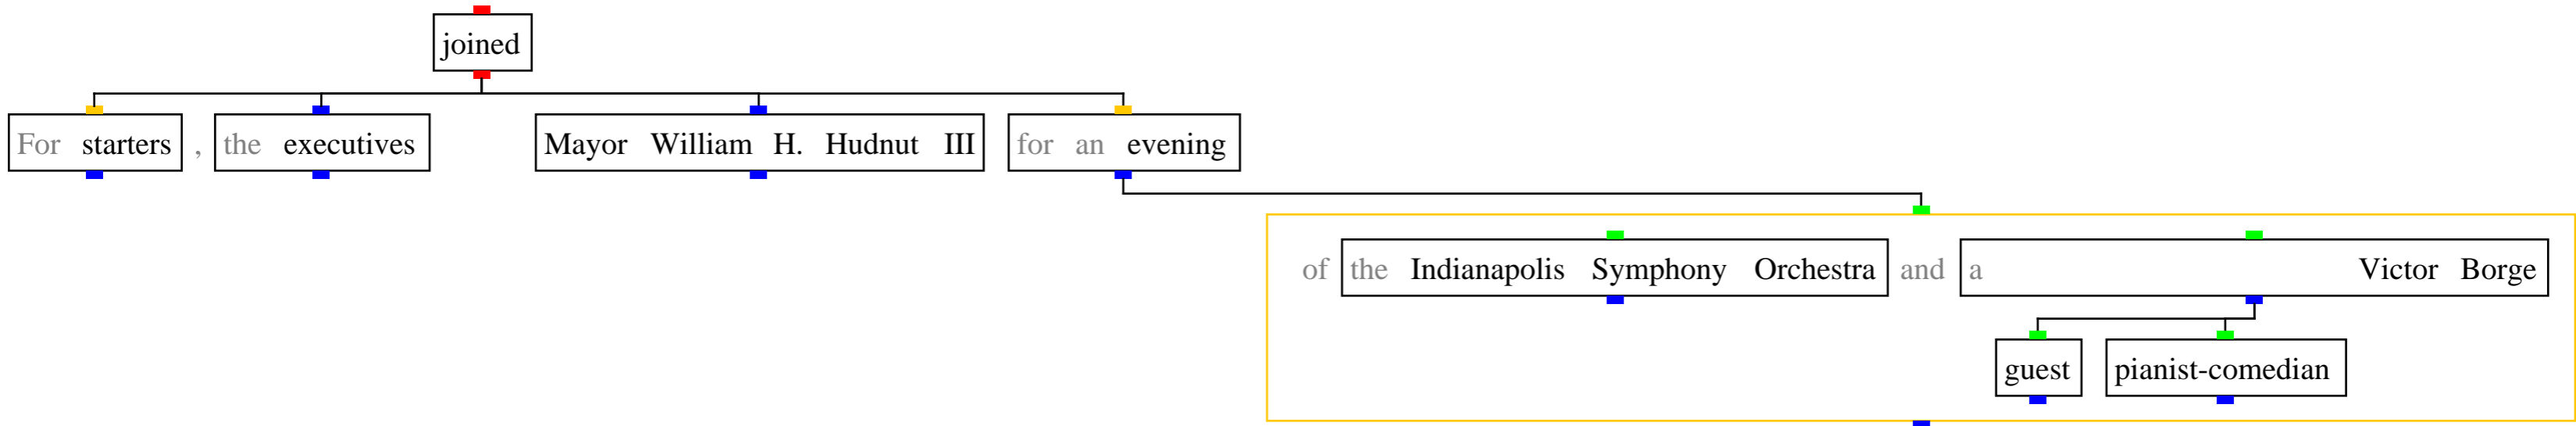 joined
For starters , the executives Mayor William H. Hudnut III for an evening
of the Indianapolis Symphony Orchestra and a Victor Borge
guest pianist-comedian